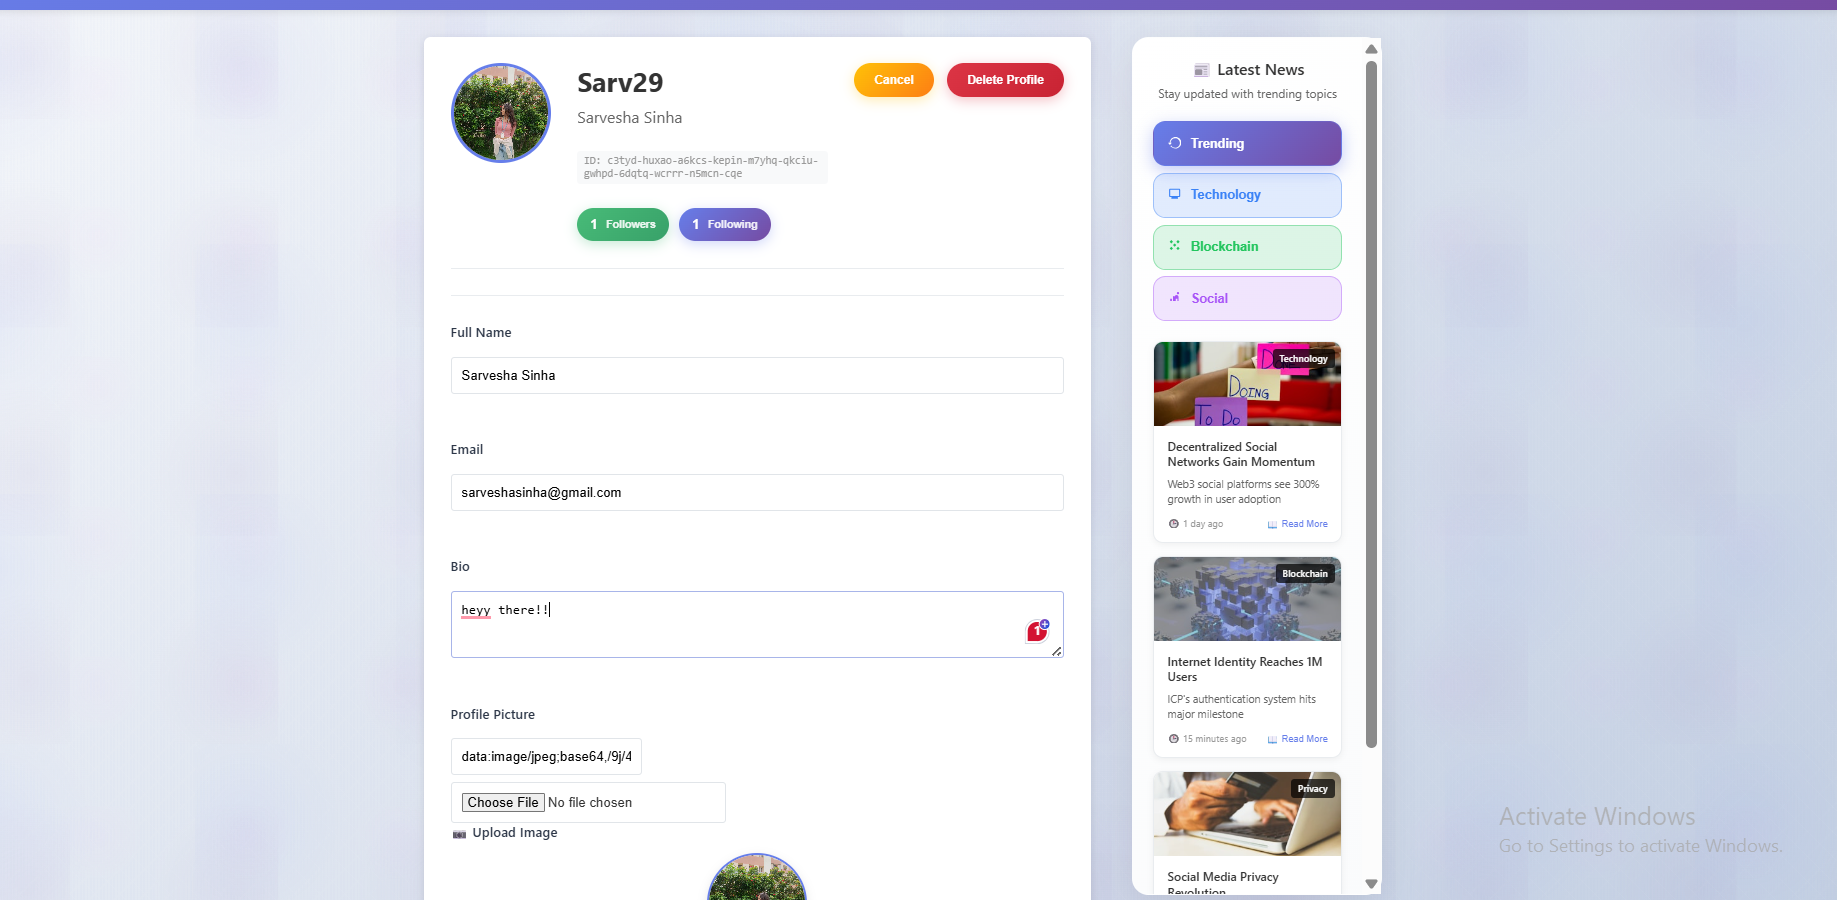 Sarv29
Cancel
Delete Profile
Sarvesha Sinha
ID: c3tyd-huxao-a6kcs-kepin-m7yhq-qkciu-
gwhpd-6dqtq-wcrrr-n5mcn-cqe
1 Followers
1 Following
Full Name
Sarvesha Sinha
Email
sarveshasinha@gmail.com
Bio
heyy there!!
1
Profile Picture
data:image/jpeg;base64,/9j/4
Choose File No file chosen
Upload Image
Latest News
Stay updated with trending topics
Trending
Technology
Blockchain
Social
Technology
DOING
To Do
Decentralized Social
Networks Gain Momentum
Web3 social platforms see 300%
growth in user adoption
1 day ago
Read More
Blockchain
Internet Identity Reaches 1M
Users
ICP's authentication system hits
major milestone
15 minutes ago
Read More
Privacy
Social Media Privacy
Revolution
Activate Windows
Go to Settings to activate Windows.